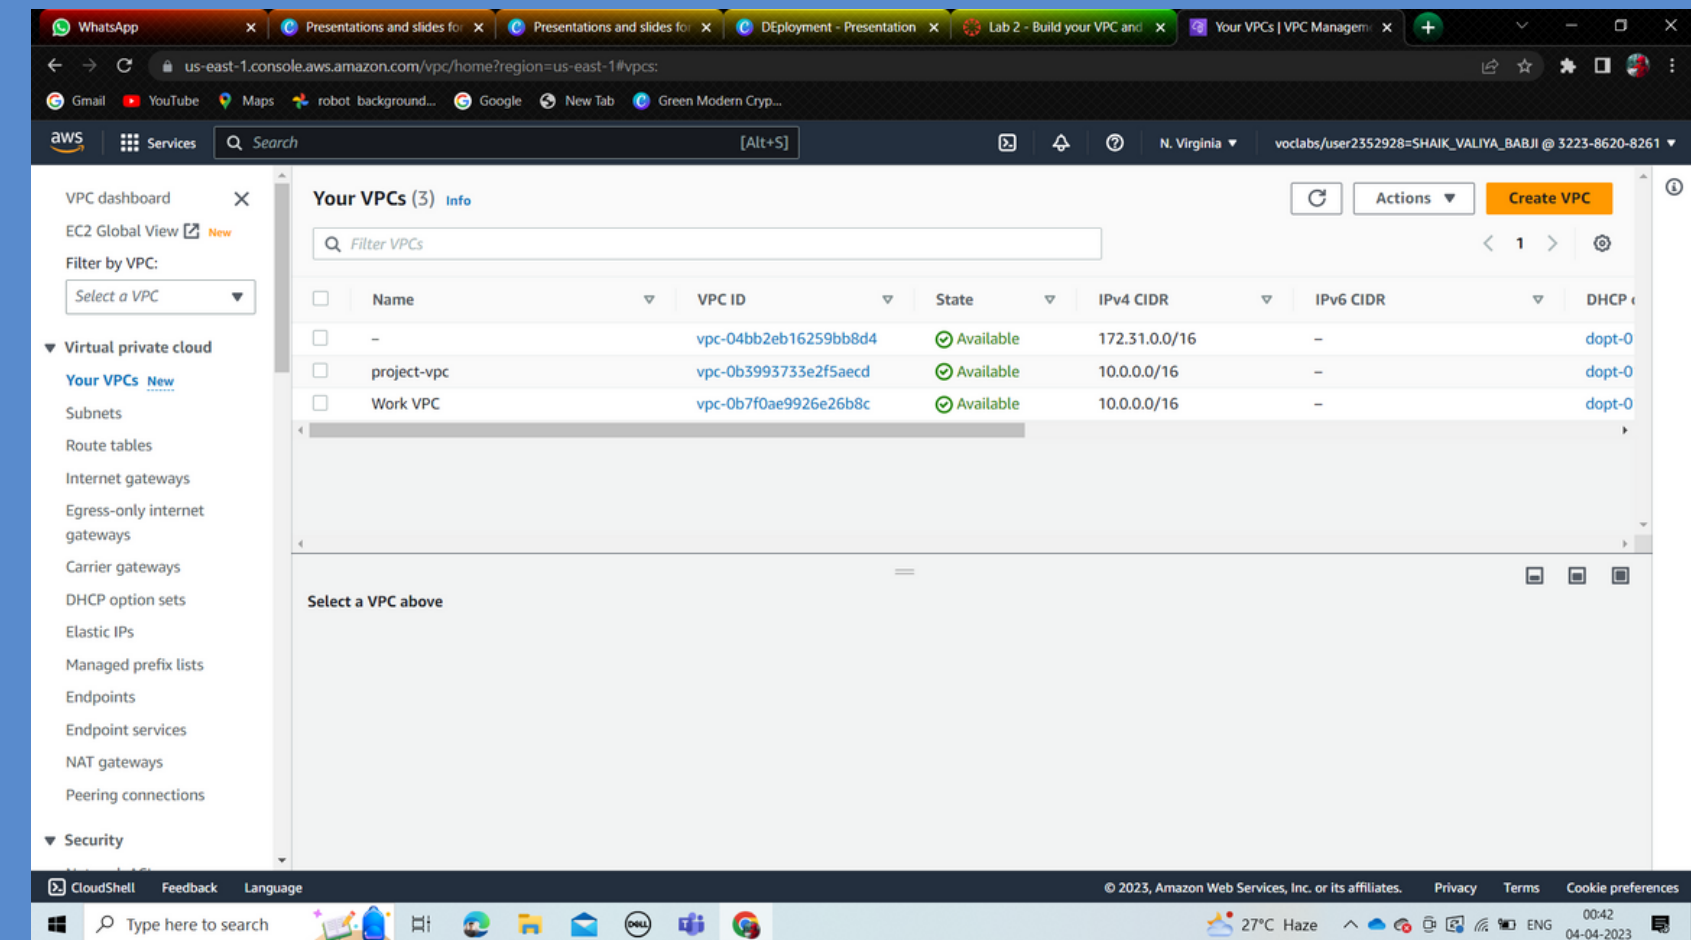 WhatsApp
Presentations and slides for
Presentations and slides for
DEployment - Presentation
Lab 2 - Build your VPC and
Your VPCs | VPC Managem
us-east-1.console.aws.amazon.com/vpc/home?region=us-east-1#vpcs:
Gmail YouTube Maps robot background... Google New Tab Green Modern Cryp...
aws Services Search [Alt+S] N. Virginia voclabs/user2352928=SHAIK_VALIYA_BABJI @ 3223-8620-8261
VPC dashboard
EC2 Global View New
Filter by VPC:
Select a VPC
Virtual private cloud
Your VPCs New
Subnets
Route tables
Internet gateways
Egress-only internet
gateways
Carrier gateways
DHCP option sets
Elastic IPs
Managed prefix lists
Endpoints
Endpoint services
NAT gateways
Peering connections
Security
Your VPCs (3) Info
Actions Create VPC
Filter VPCs
1
Name VPC ID State IPv4 CIDR IPv6 CIDR DHCP
– vpc-04bb2eb16259bb8d4 Available 172.31.0.0/16 – dopt-0
project-vpc vpc-0b3993733e2f5aecd Available 10.0.0.0/16 – dopt-0
Work VPC vpc-0b7f0ae9926e26b8c Available 10.0.0.0/16 – dopt-0
Select a VPC above
CloudShell Feedback Language © 2023, Amazon Web Services, Inc. or its affiliates. Privacy Terms Cookie preferences
Type here to search DELL 27°C Haze ENG 00:42
04-04-2023